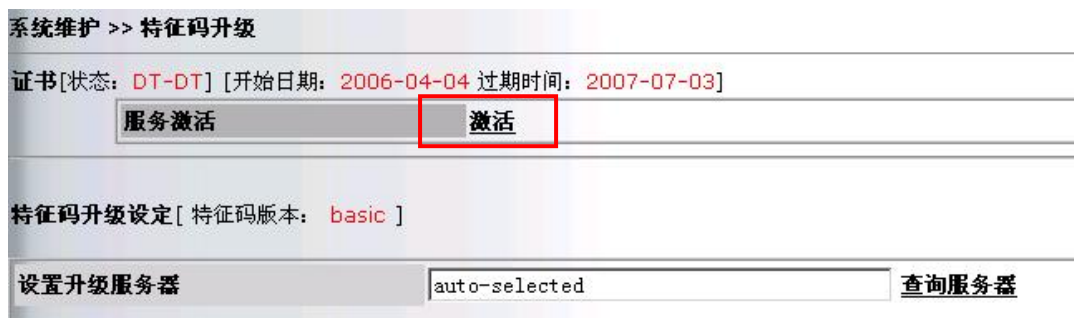 系统维护 >> 特征码升级
证书[状态：DT-DT] [开始日期：2006-04-04 过期时间：2007-07-03]
服务激活 激活
特征码升级设定[ 特征码版本： basic ]
设置升级服务器 auto-selected 查询服务器